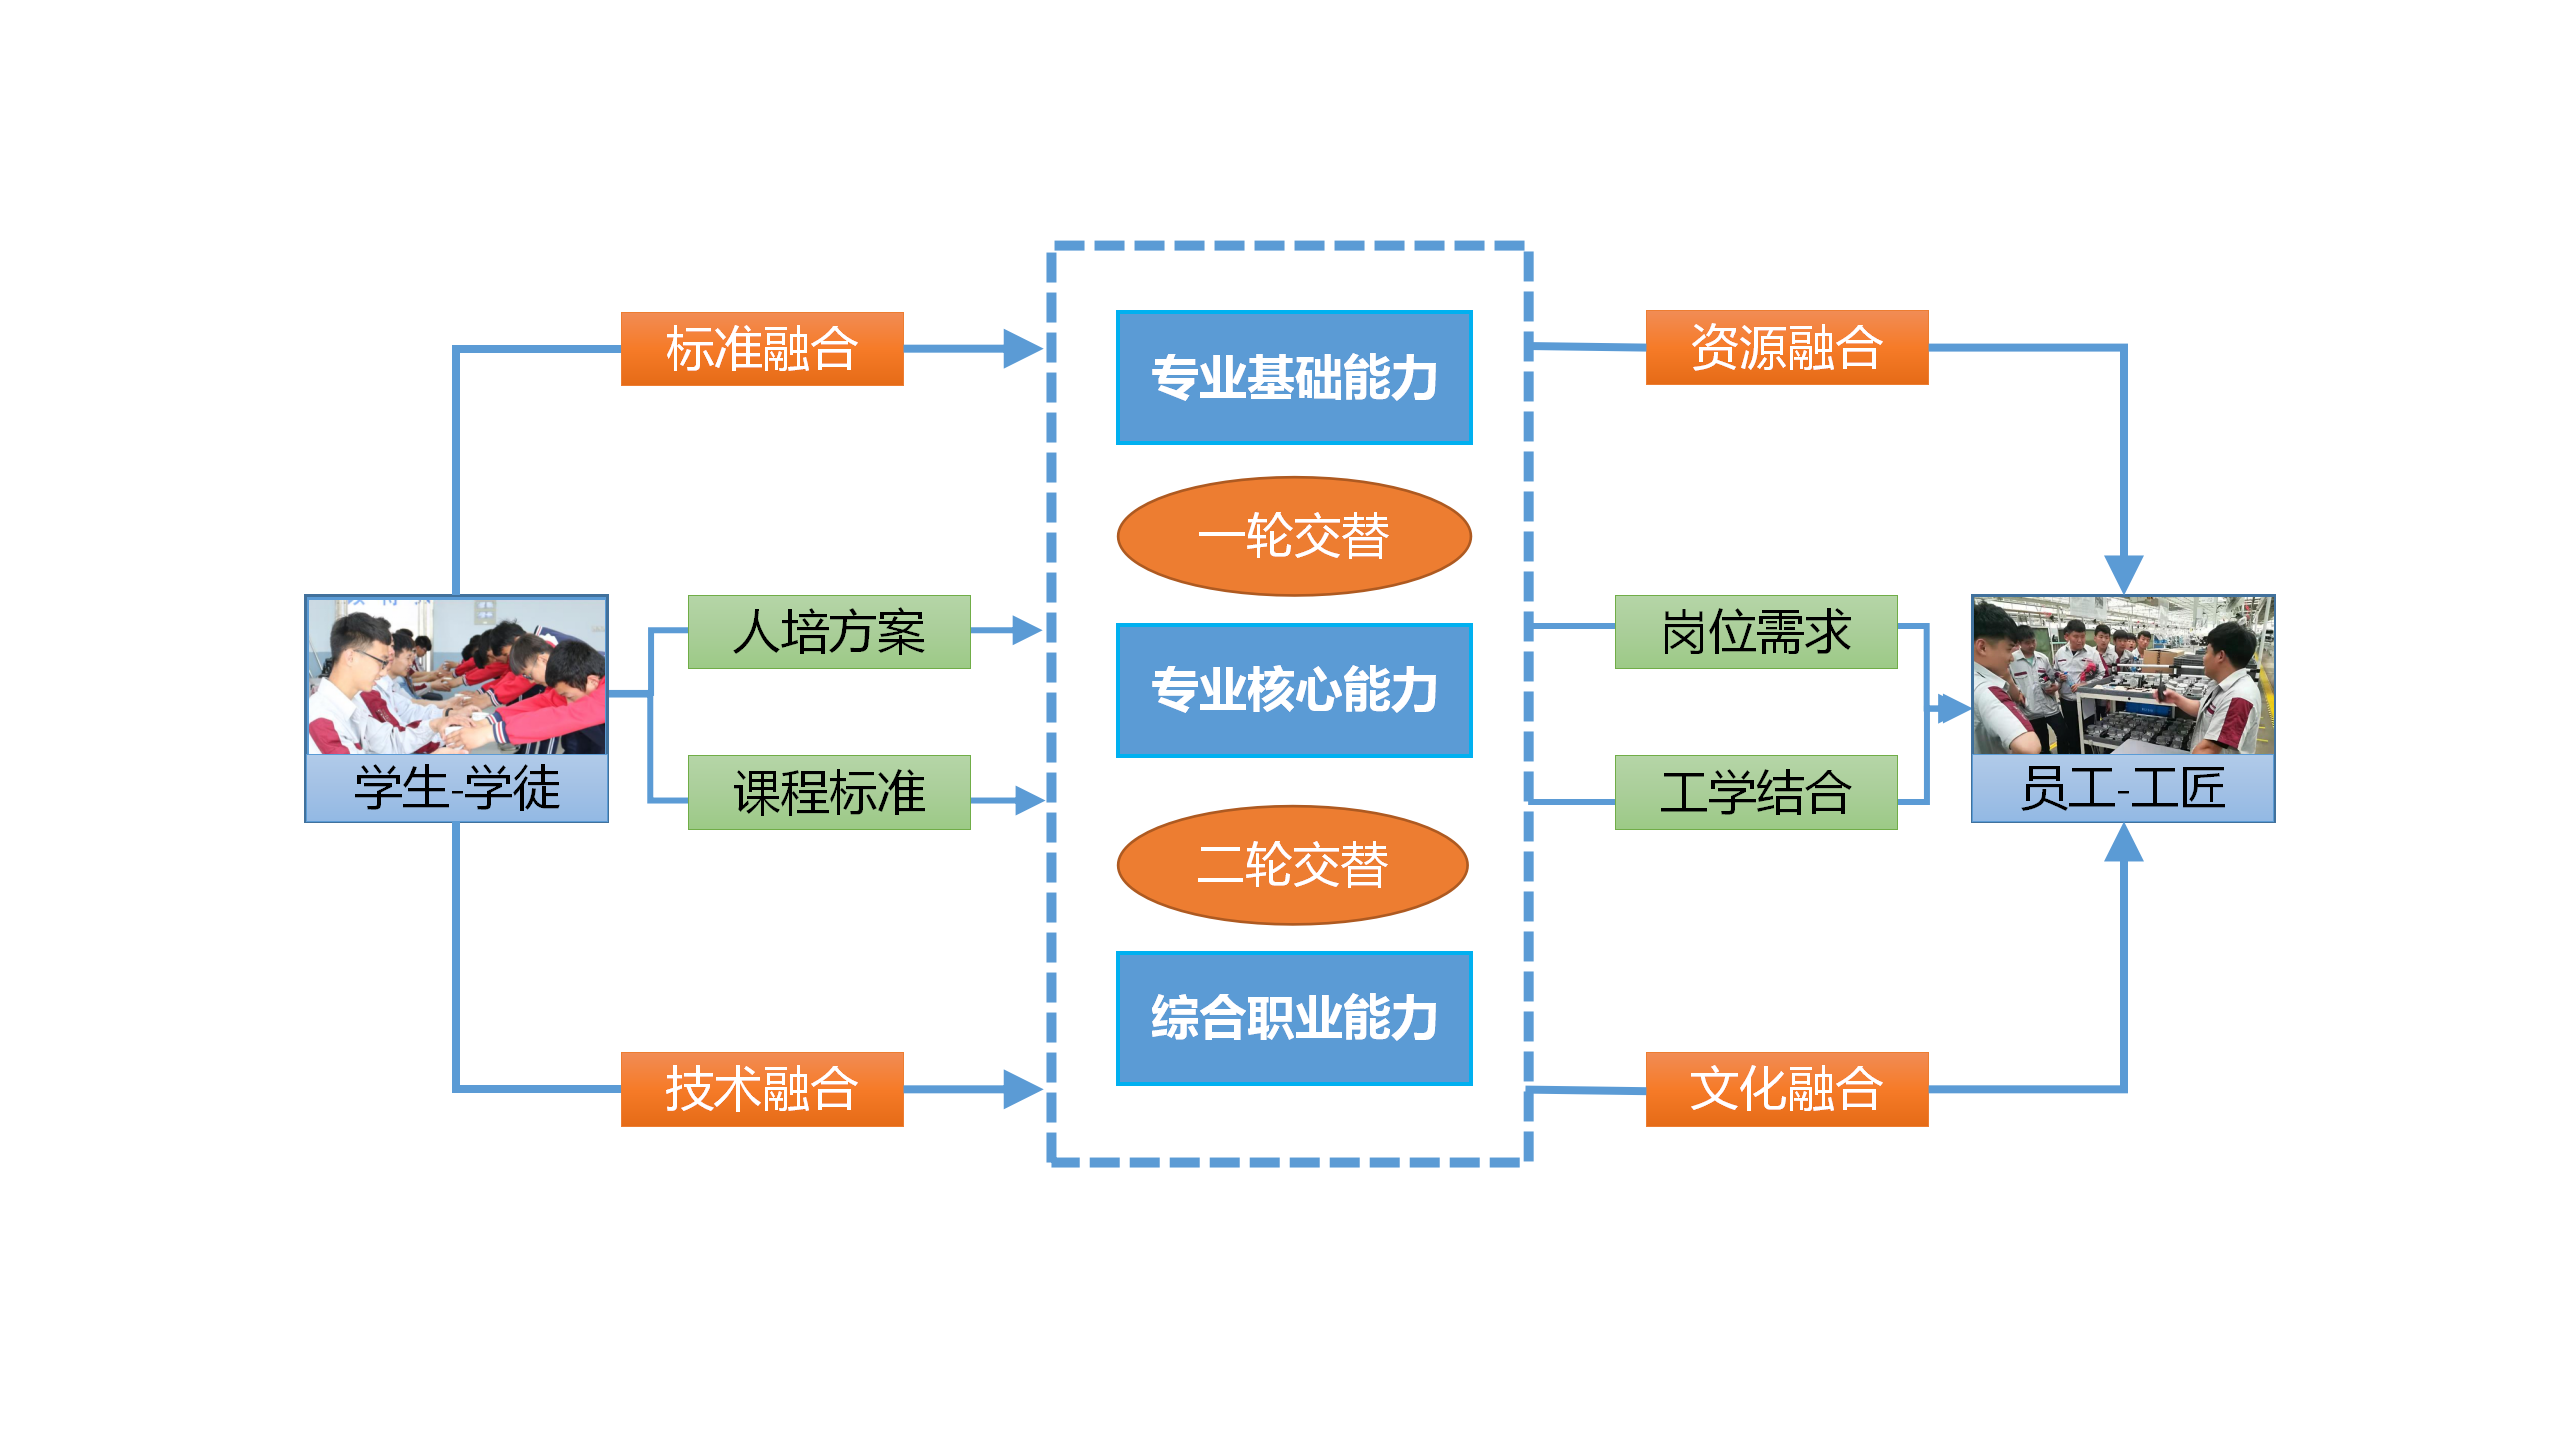 标准融合
人培方案
课程标准
学生-学徒
技术融合
专业基础能力
一轮交替
专业核心能力
二轮交替
综合职业能力
资源融合
岗位需求
工学结合
员工-工匠
文化融合